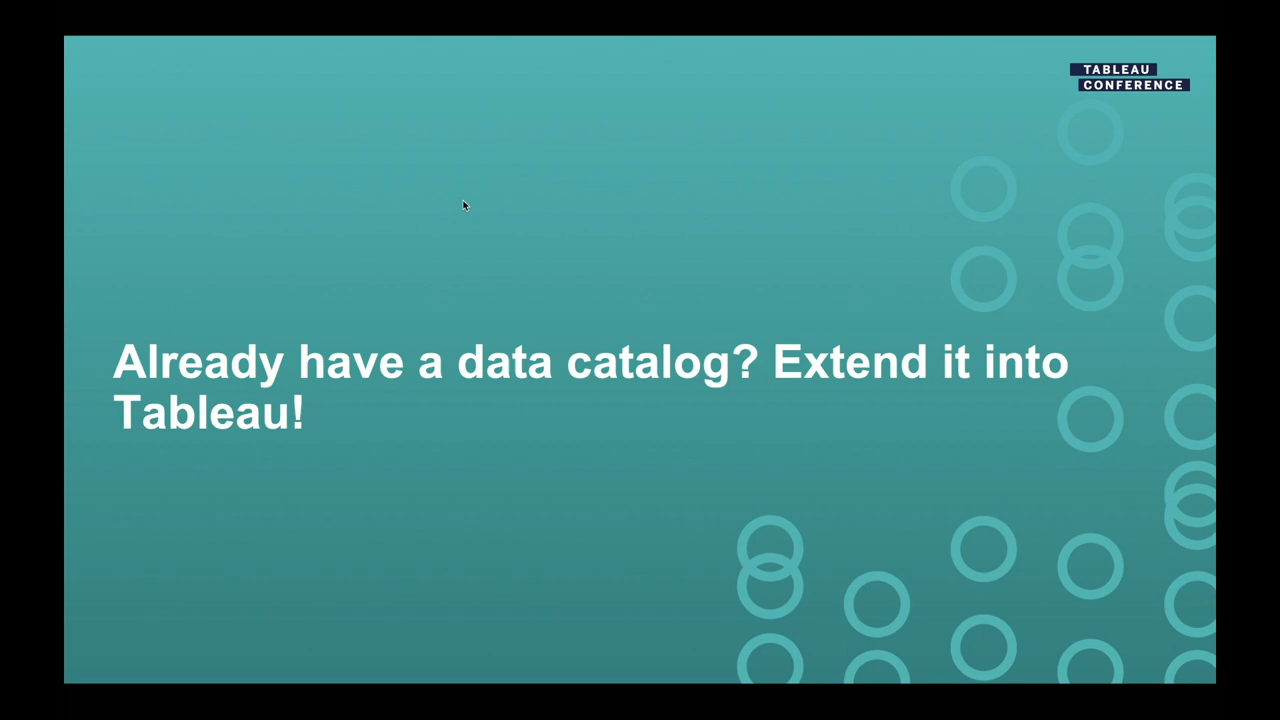 TABLEAU
CONFERENCE
Already have a data catalog? Extend it into
Tableau!